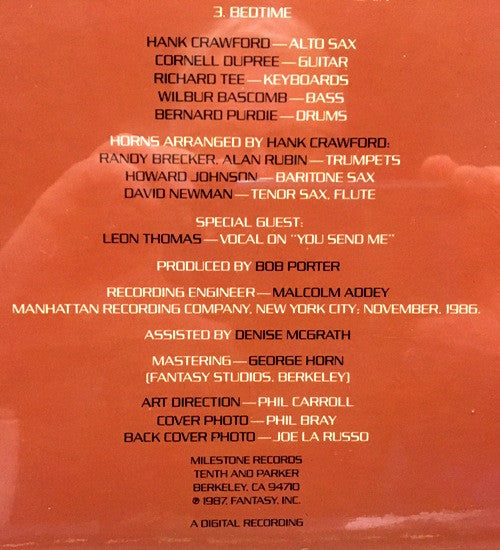 3. BEDTIME
HANK CRAWFORD—ALTO SAX
CORNELL DUPREE—GUITAR
RICHARD TEE—KEYBOARDS
WILBUR BASCOMB—BASS
BERNARD PURDIE—DRUMS
HORNS ARRANGED BY HANK CRAWFORD:
RANDY BRECKER, ALAN RUBIN—TRUMPETS
HOWARD JOHNSON—BARITONE SAX
DAVID NEWMAN—TENOR SAX, FLUTE
SPECIAL GUEST:
LEON THOMAS—VOCAL ON "YOU SEND ME"
PRODUCED BY BOB PORTER
RECORDING ENGINEER—MALCOLM ADDEY
MANHATTAN RECORDING COMPANY, NEW YORK CITY; NOVEMBER, 1986.
ASSISTED BY DENISE MCGRATH
MASTERING—GEORGE HORN
(FANTASY STUDIOS, BERKELEY)
ART DIRECTION—PHIL CARROLL
COVER PHOTO—PHIL BRAY
BACK COVER PHOTO—JOE LA RUSSO
MILESTONE RECORDS
TENTH AND PARKER
BERKELEY, CA 94710
℗ 1987, FANTASY, INC.
A DIGITAL RECORDING